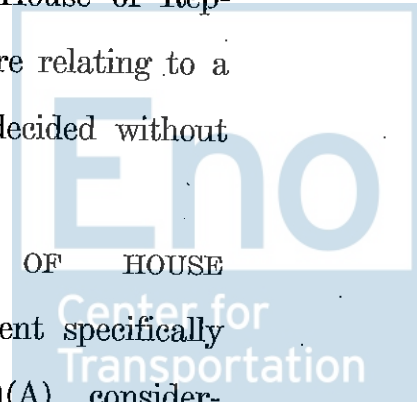 House of Rep-
re relating to a
decided without
Eno
OF HOUSE
Center for
ent specifically
Transportation
)(A) consider-